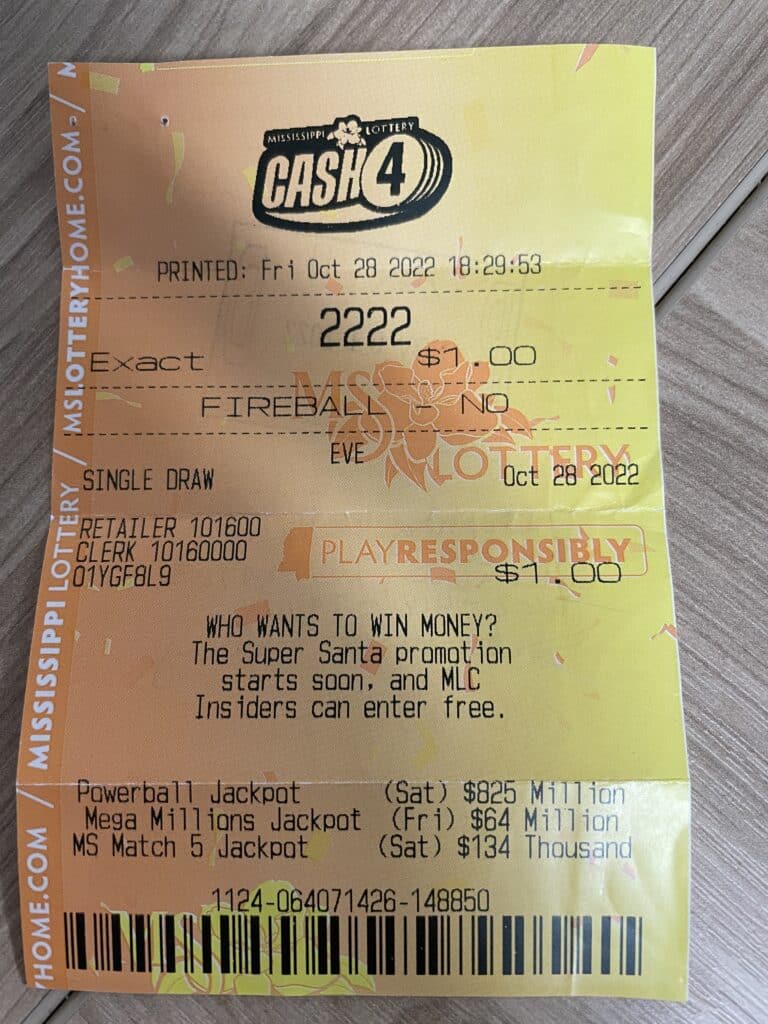 MISSISSIPPI LOTTERY
CASH 4
PRINTED: Fri Oct 28 2022 18:29:53
2222
Exact $1.00
FIREBALL - NO
EVE
SINGLE DRAW Oct 28 2022
MS LOTTERY
RETAILER 101600
CLERK 10160000
01YGF8L9
PLAYRESPONSIBLY
$1.00
WHO WANTS TO WIN MONEY?
The Super Santa promotion
starts soon, and MLC
Insiders can enter free.
Powerball Jackpot (Sat) $825 Million
Mega Millions Jackpot (Fri) $64 Million
MS Match 5 Jackpot (Sat) $134 Thousand
1124-064071426-148850
HOME.COM / MISSISSIPPI LOTTERY / MSLOTTERYHOME.COM /